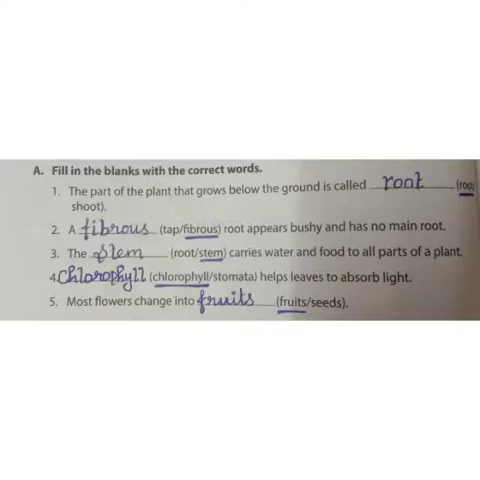 A. Fill in the blanks with the correct words.
1. The part of the plant that grows below the ground is called root (root/
shoot).
2. A fibrous (tap/fibrous) root appears bushy and has no main root.
3. The stem (root/stem) carries water and food to all parts of a plant.
4. Chlorophyll (chlorophyll/stomata) helps leaves to absorb light.
5. Most flowers change into fruits (fruits/seeds).